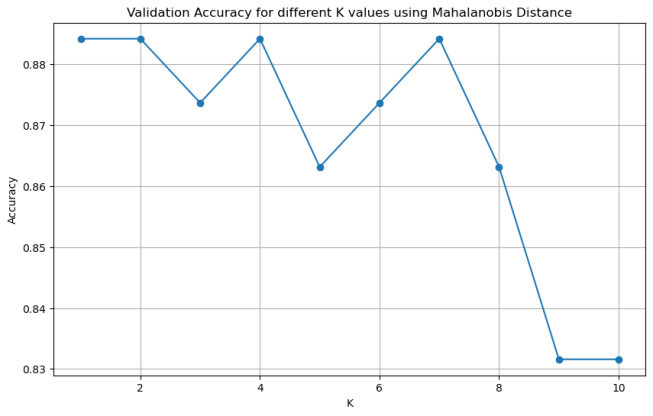 Validation Accuracy for different K values using Mahalanobis Distance
0.88
0.87
0.86
0.85
0.84
0.83
Accuracy
2 4 6 8 10
K